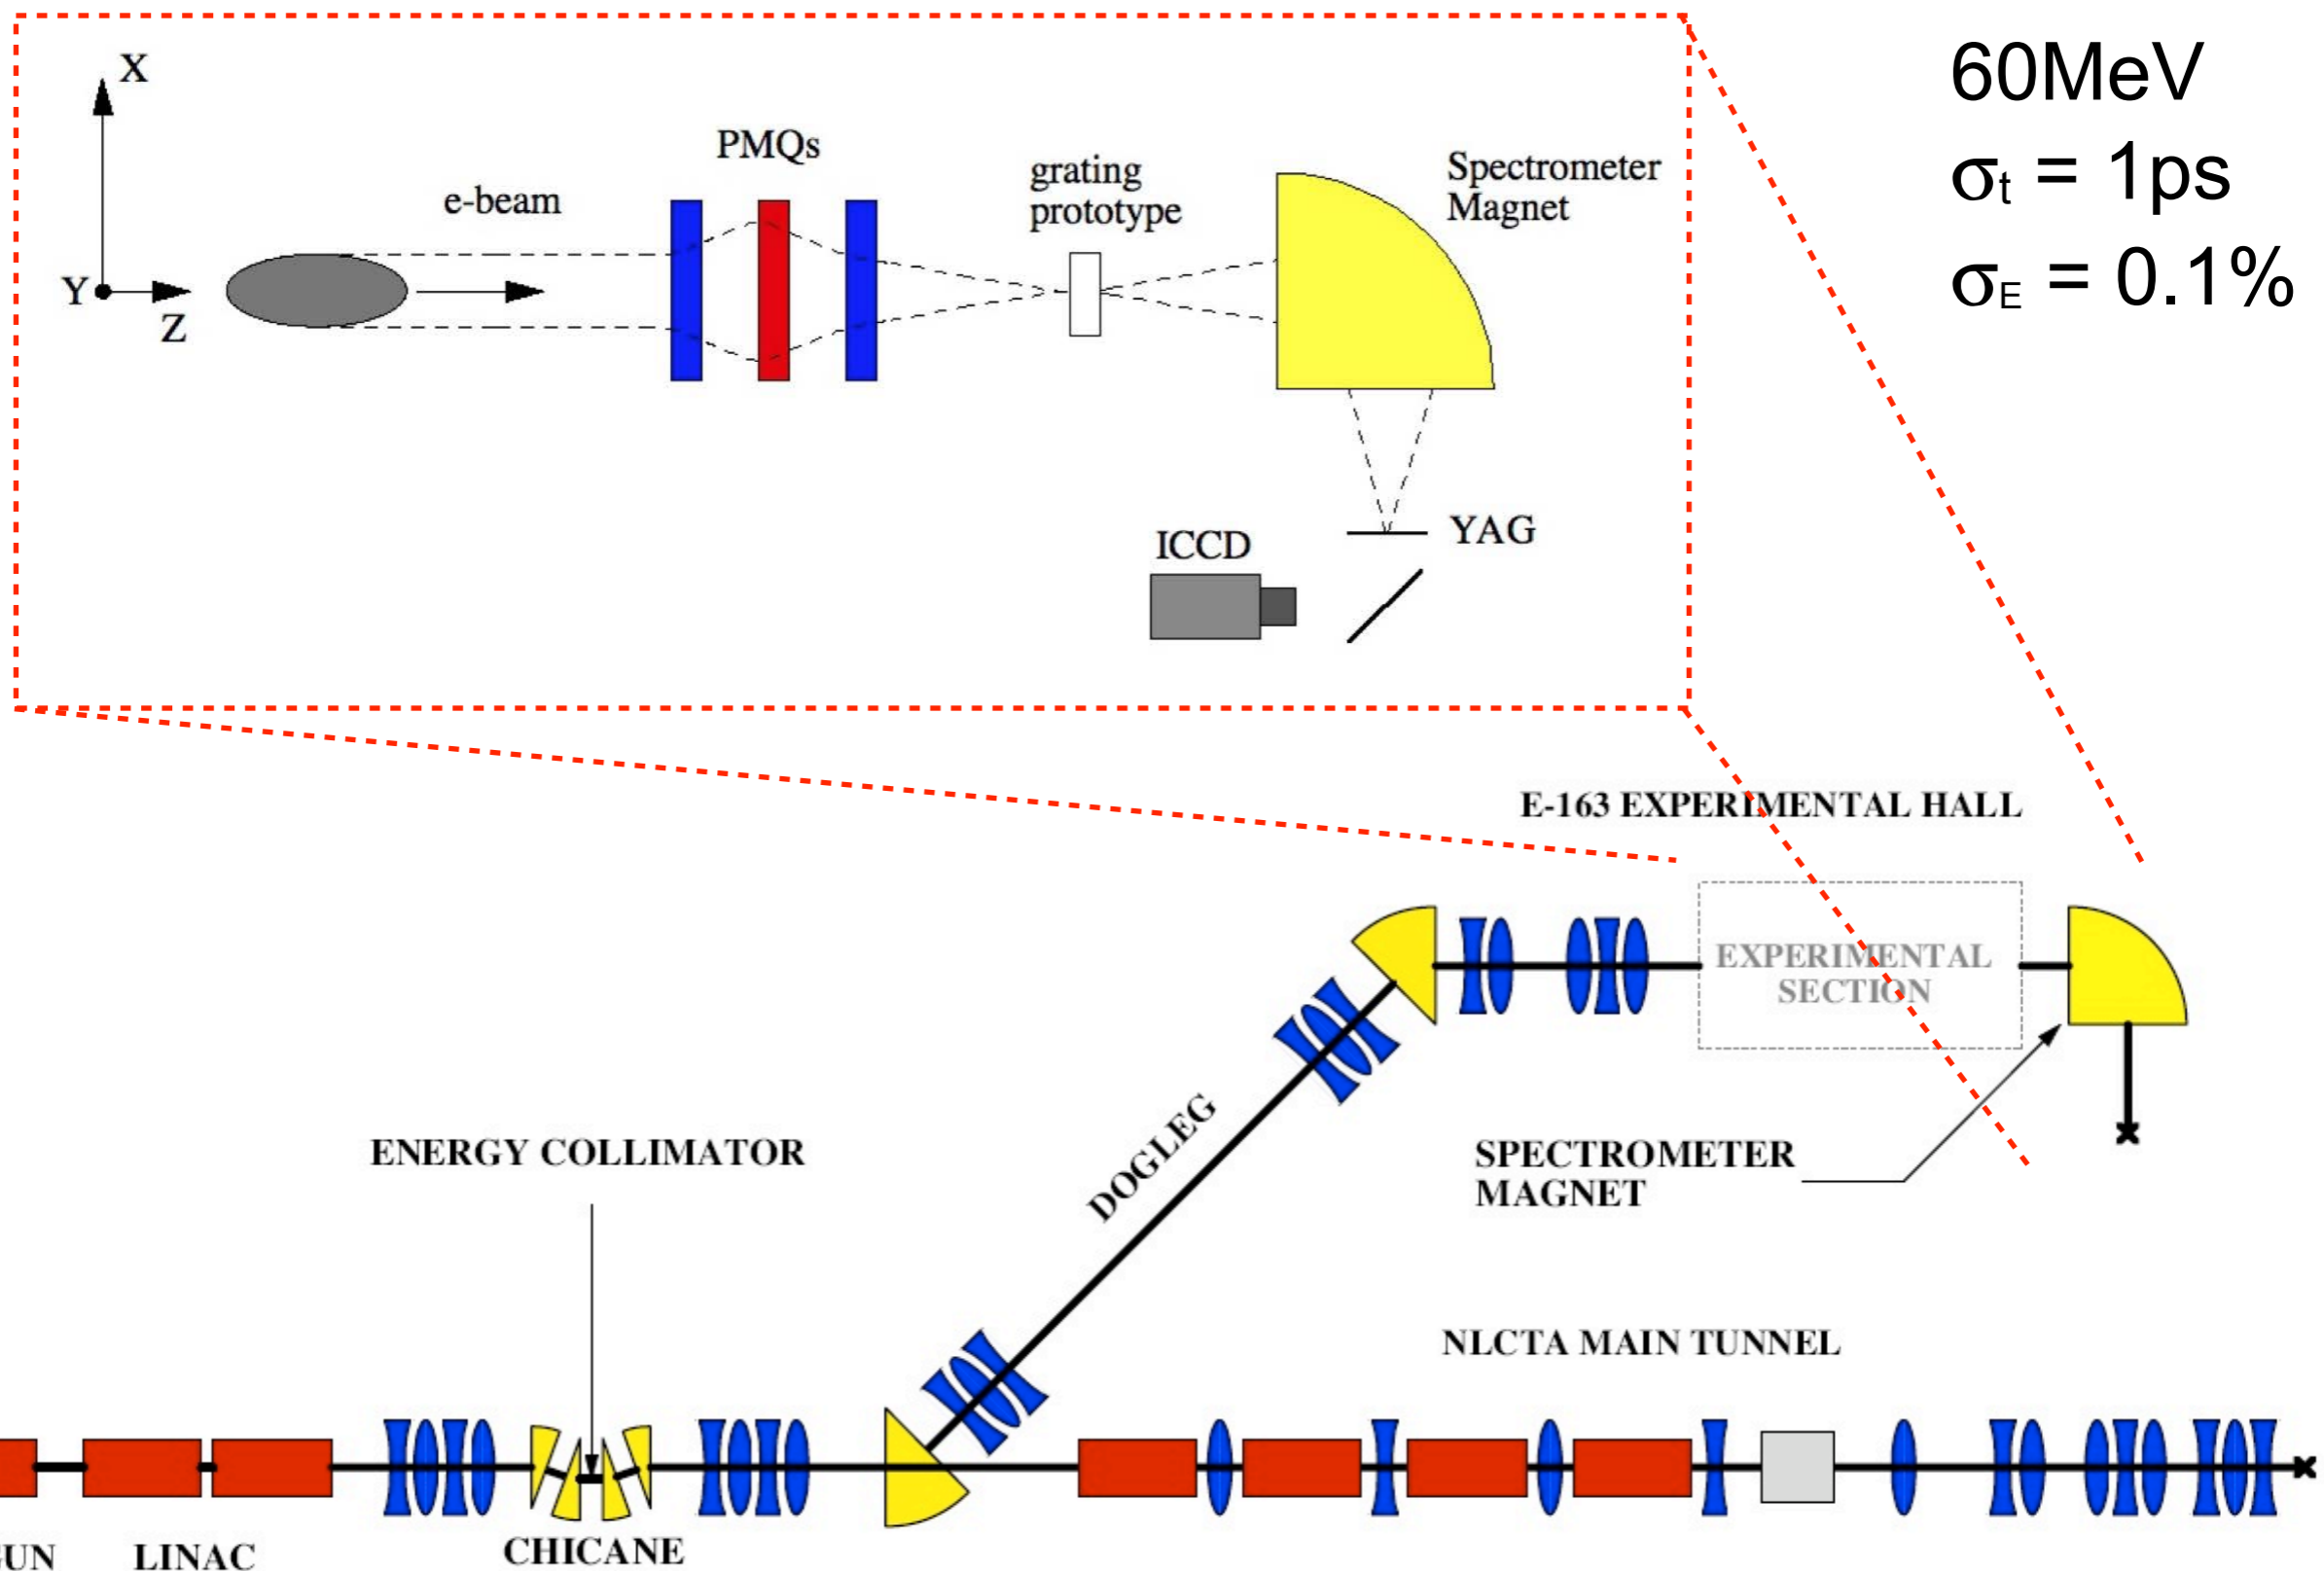 60MeV
σt = 1ps
σE = 0.1%
X
Y
Z
e-beam
PMQs
grating
prototype
Spectrometer
Magnet
ICCD
YAG
E-163 EXPERIMENTAL HALL
EXPERIMENTAL
SECTION
DOGLEG
ENERGY COLLIMATOR
SPECTROMETER
MAGNET
NLCTA MAIN TUNNEL
UN
LINAC
CHICANE